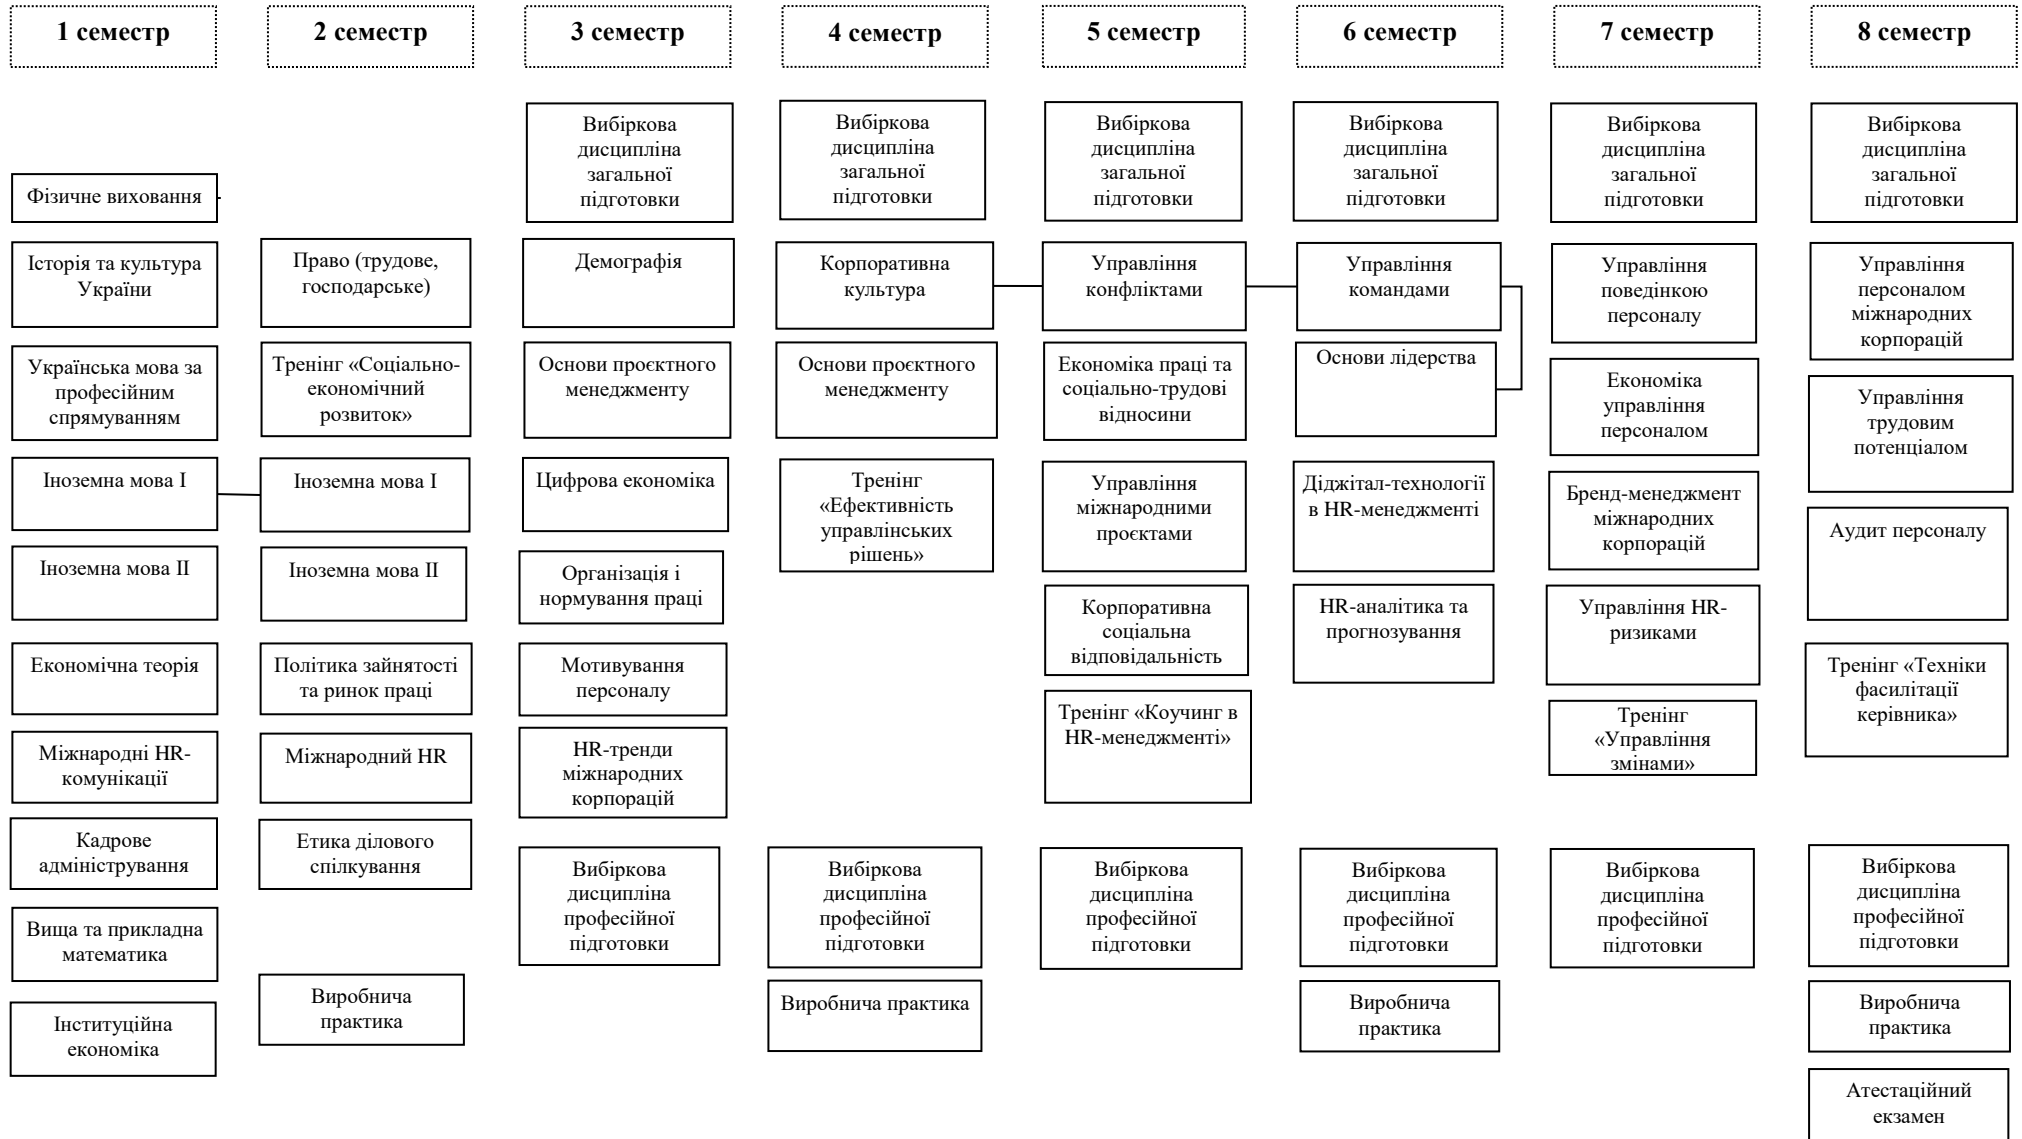 1 семестр
2 семестр
3 семестр
4 семестр
5 семестр
6 семестр
7 семестр
8 семестр
Фізичне виховання
Історія та культура
України
Українська мова за
професійним
спрямуванням
Іноземна мова І
Іноземна мова ІІ
Економічна теорія
Міжнародні HR-
комунікації
Кадрове
адміністрування
Вища та прикладна
математика
Інституційна
економіка
Право (трудове,
господарське)
Тренінг «Соціально-
економічний
розвиток»
Іноземна мова І
Іноземна мова ІІ
Політика зайнятості
та ринок праці
Міжнародний HR
Етика ділового
спілкування
Виробнича
практика
Вибіркова
дисципліна
загальної
підготовки
Демографія
Основи проєктного
менеджменту
Цифрова економіка
Організація і
нормування праці
Мотивування
персоналу
HR-тренди
міжнародних
корпорацій
Вибіркова
дисципліна
професійної
підготовки
Вибіркова
дисципліна
загальної
підготовки
Корпоративна
культура
Основи проєктного
менеджменту
Тренінг
«Ефективність
управлінських
рішень»
Вибіркова
дисципліна
професійної
підготовки
Виробнича практика
Вибіркова
дисципліна
загальної
підготовки
Управління
конфліктами
Економіка праці та
соціально-трудові
відносини
Управління
міжнародними
проєктами
Корпоративна
соціальна
відповідальність
Тренінг «Коучинг в
HR-менеджменті»
Вибіркова
дисципліна
професійної
підготовки
Вибіркова
дисципліна
загальної
підготовки
Управління
командами
Основи лідерства
Діджітал-технології
в HR-менеджменті
HR-аналітика та
прогнозування
Вибіркова
дисципліна
професійної
підготовки
Виробнича
практика
Вибіркова
дисципліна
загальної
підготовки
Управління
поведінкою
персоналу
Економіка
управління
персоналом
Бренд-менеджмент
міжнародних
корпорацій
Управління HR-
ризиками
Тренінг
«Управління
змінами»
Вибіркова
дисципліна
професійної
підготовки
Вибіркова
дисципліна
загальної
підготовки
Управління
персоналом
міжнародних
корпорацій
Управління
трудовим
потенціалом
Аудит персоналу
Тренінг «Техніки
фасилітації
керівника»
Вибіркова
дисципліна
професійної
підготовки
Виробнича
практика
Атестаційний
екзамен